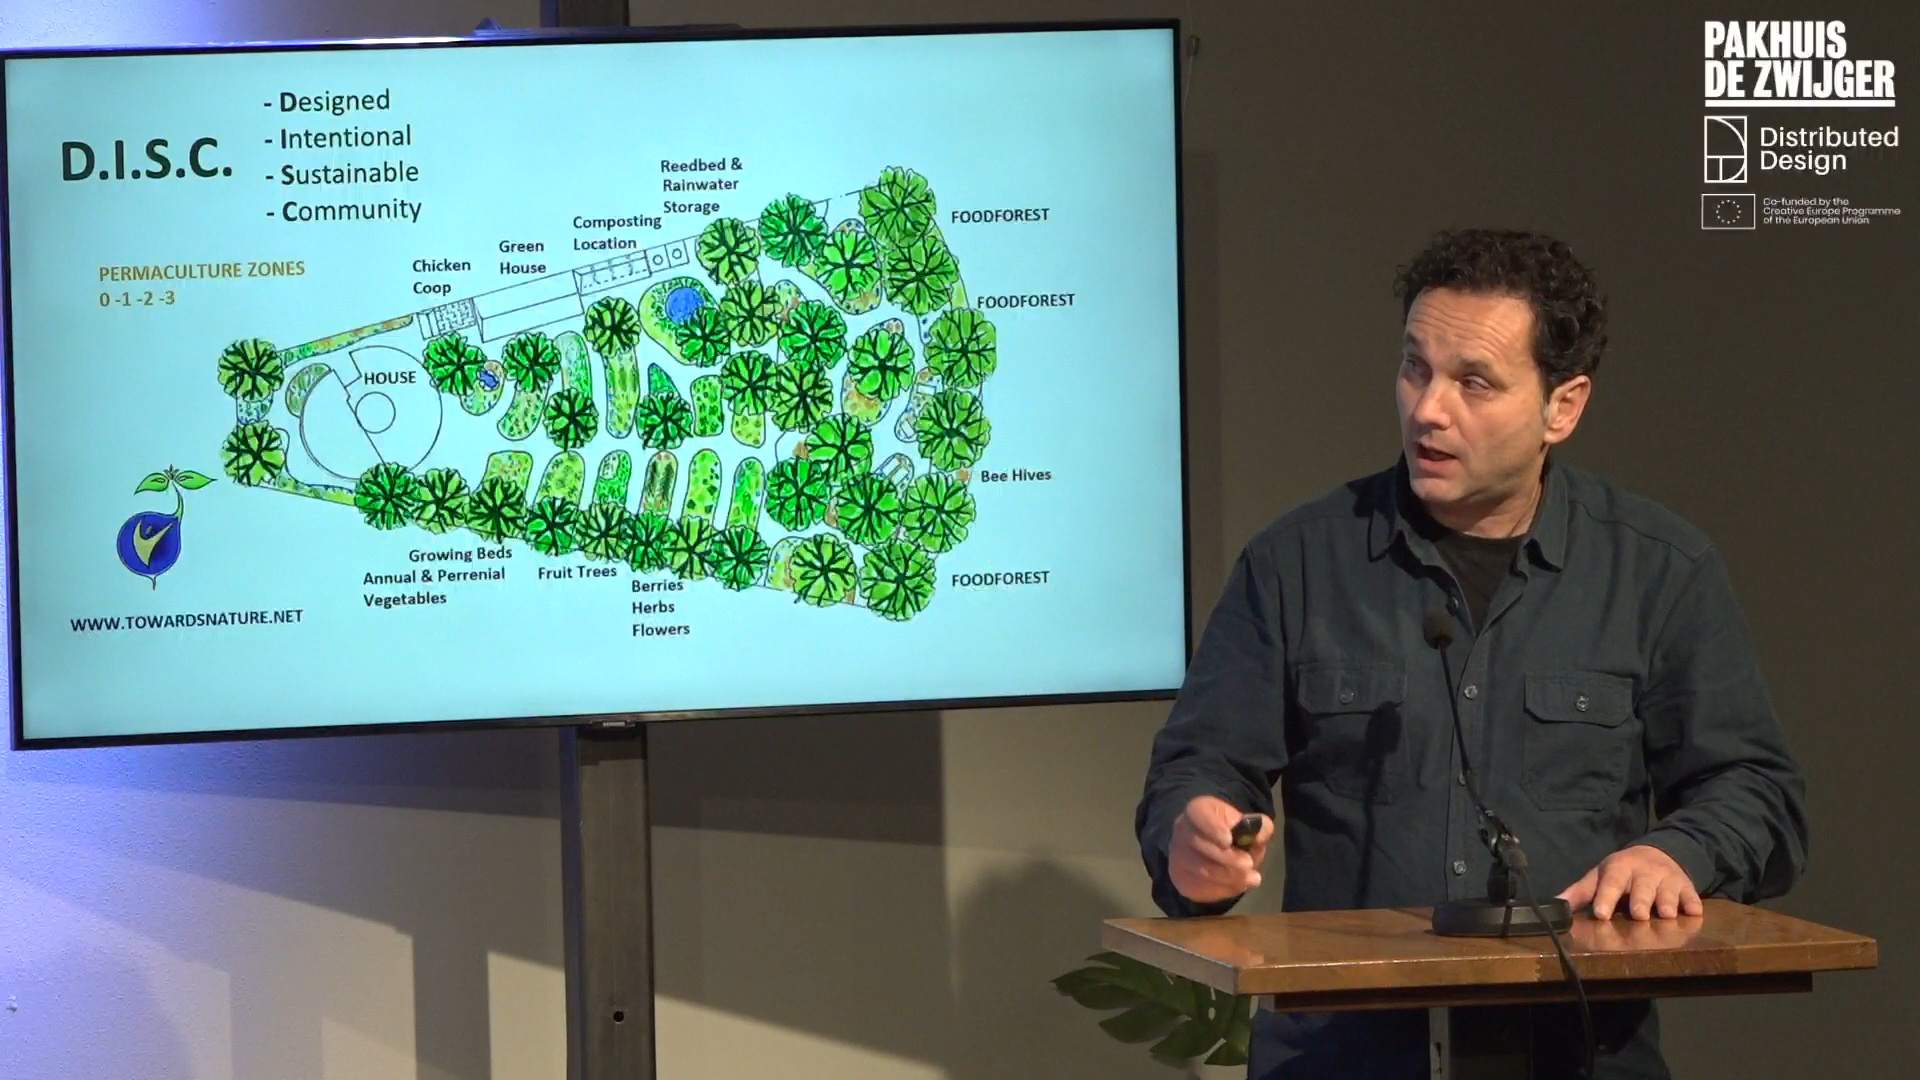 D.I.S.C.
- Designed
- Intentional
- Sustainable
- Community
PERMACULTURE ZONES
0 -1 -2 -3
Chicken
Coop
Green
House
Composting
Location
Reedbed &
Rainwater
Storage
FOODFOREST
FOODFOREST
HOUSE
Bee Hives
Growing Beds
Annual & Perrenial
Vegetables
Fruit Trees
Berries
Herbs
Flowers
FOODFOREST
WWW.TOWARDSNATURE.NET
PAKHUIS
DE ZWIJGER
Distributed
Design
Co-funded by the
Creative Europe Programme
of the European Union